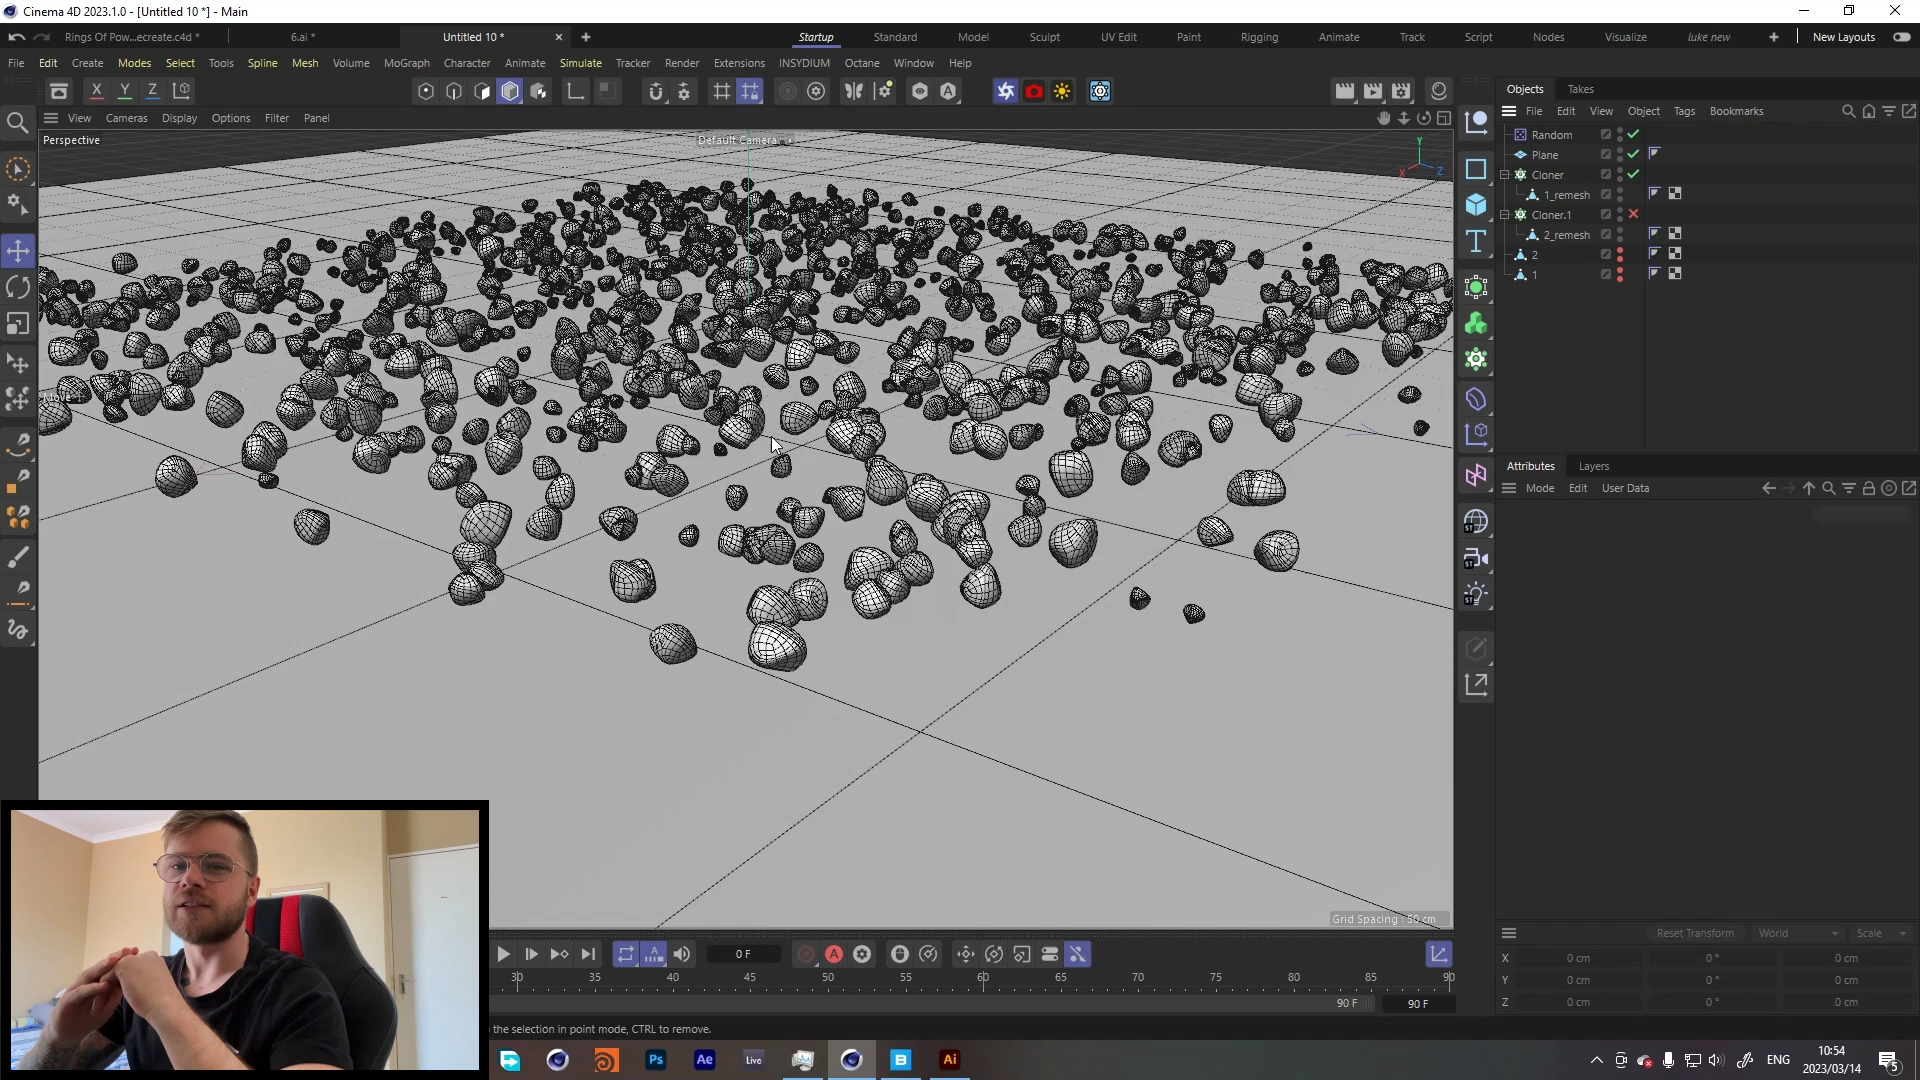 Cinema 4D 2023.1.0 - [Untitled 10 *] - Main
Rings Of Pow...ecreate.c4d *
6.ai *
Untitled 10 *
Startup
Standard
Model
Sculpt
UV Edit
Paint
Rigging
Animate
Track
Script
Nodes
Visualize
luke new
New Layouts
File Edit Create Modes Select Tools Spline Mesh Volume MoGraph Character Animate Simulate Tracker Render Extensions INSYDIUM Octane Window Help
X Y Z
View Cameras Display Options Filter Panel
Perspective
Default Camera
Y
X
Z
Move
Grid Spacing : 50 cm
Objects Takes
File Edit View Object Tags Bookmarks
Random
Plane
Cloner
1_remesh
Cloner.1
2_remesh
2
1
Attributes Layers
Mode Edit User Data
Reset Transform World Scale
X 0 cm 0 ° 0 cm
Y 0 cm 0 ° 0 cm
Z 0 cm 0 ° 0 cm
0 F
30 35 40 45 50 55 60 65 70 75 80 85 90
90 F 90 F
the selection in point mode, CTRL to remove.
Ps
Ae
Live
Ai
ENG
10:54
2023/03/14
5